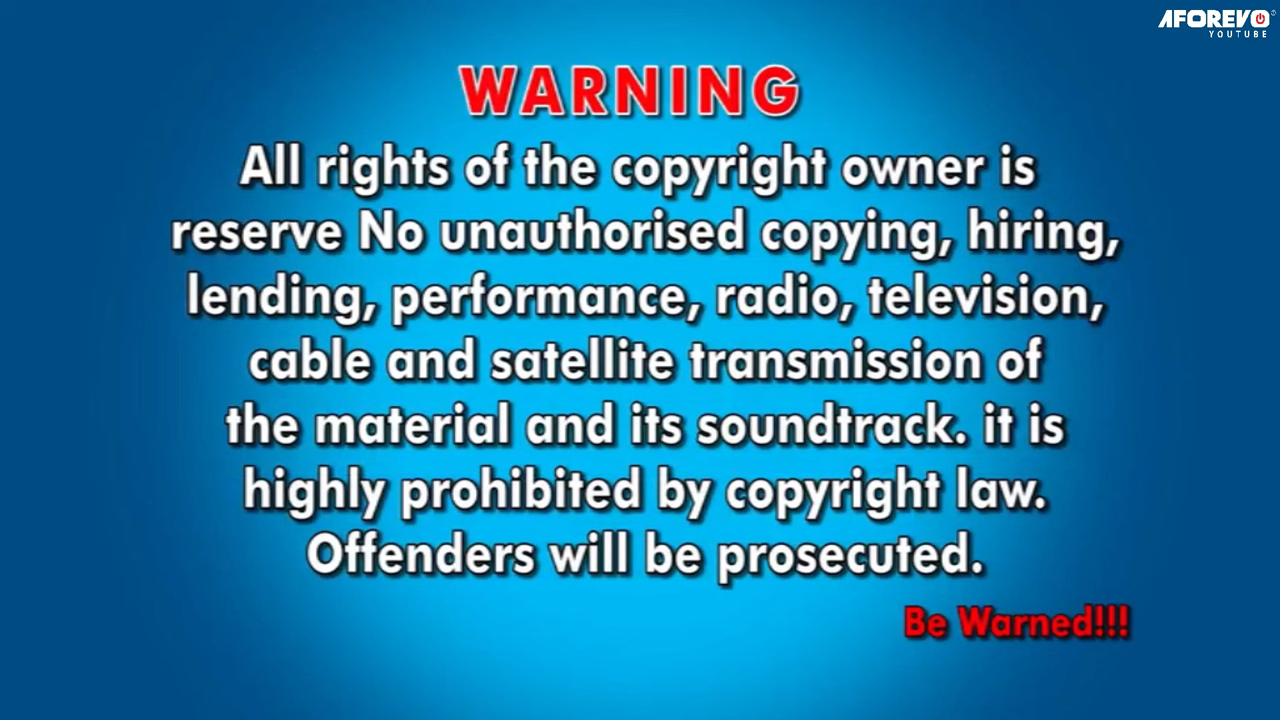 AFOREVO
YOUTUBE
WARNING
All rights of the copyright owner is
reserve No unauthorised copying, hiring,
lending, performance, radio, television,
cable and satellite transmission of
the material and its soundtrack. it is
highly prohibited by copyright law.
Offenders will be prosecuted.
Be Warned!!!